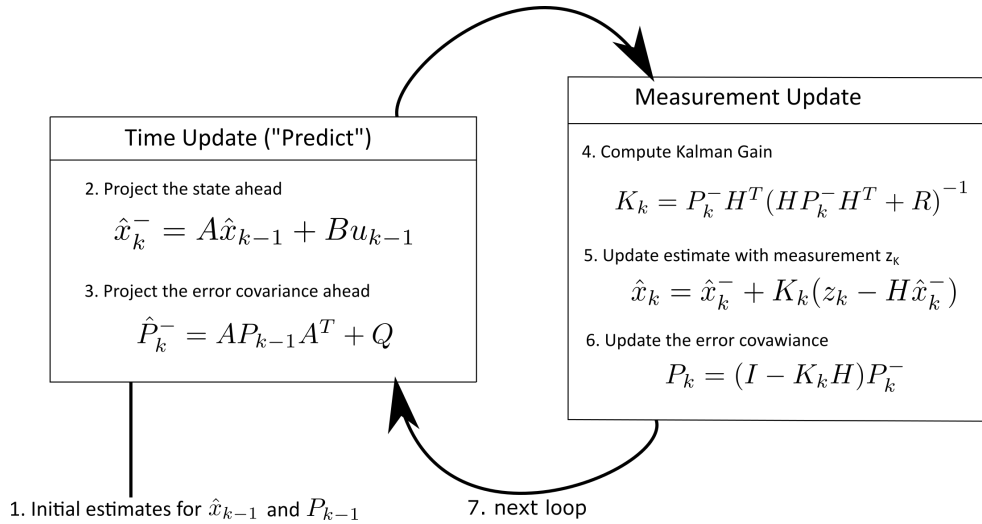 Time Update ("Predict")
2. Project the state ahead
$\hat{x}_k^- = A\hat{x}_{k-1} + Bu_{k-1}$
3. Project the error covariance ahead
$\hat{P}_k^- = AP_{k-1}A^T + Q$
1. Initial estimates for $\hat{x}_{k-1}$ and $P_{k-1}$
Measurement Update
4. Compute Kalman Gain
$K_k = P_k^- H^T (HP_k^- H^T + R)^{-1}$
5. Update estimate with measurement $z_K$
$\hat{x}_k = \hat{x}_k^- + K_k(z_k - H\hat{x}_k^-)$
6. Update the error covawiance
$P_k = (I - K_k H)P_k^-$
7. next loop